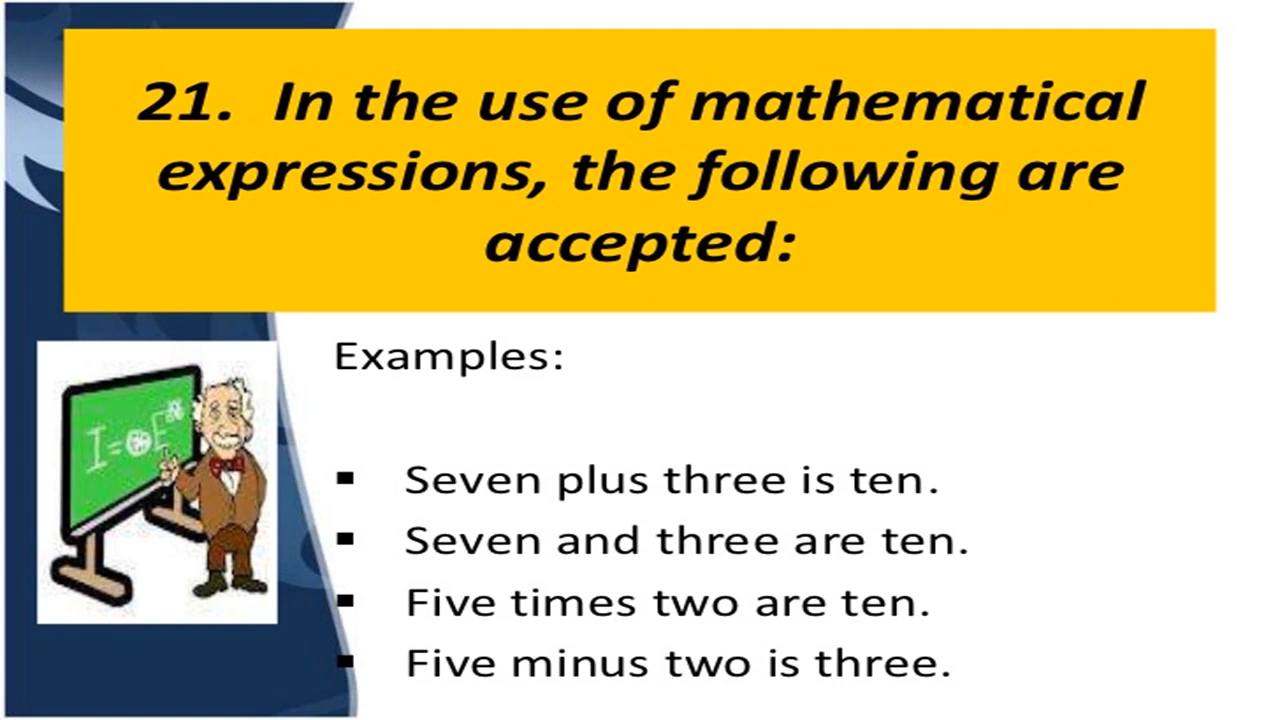 21. In the use of mathematical
expressions, the following are
accepted:
Examples:
▪ Seven plus three is ten.
▪ Seven and three are ten.
▪ Five times two are ten.
▪ Five minus two is three.